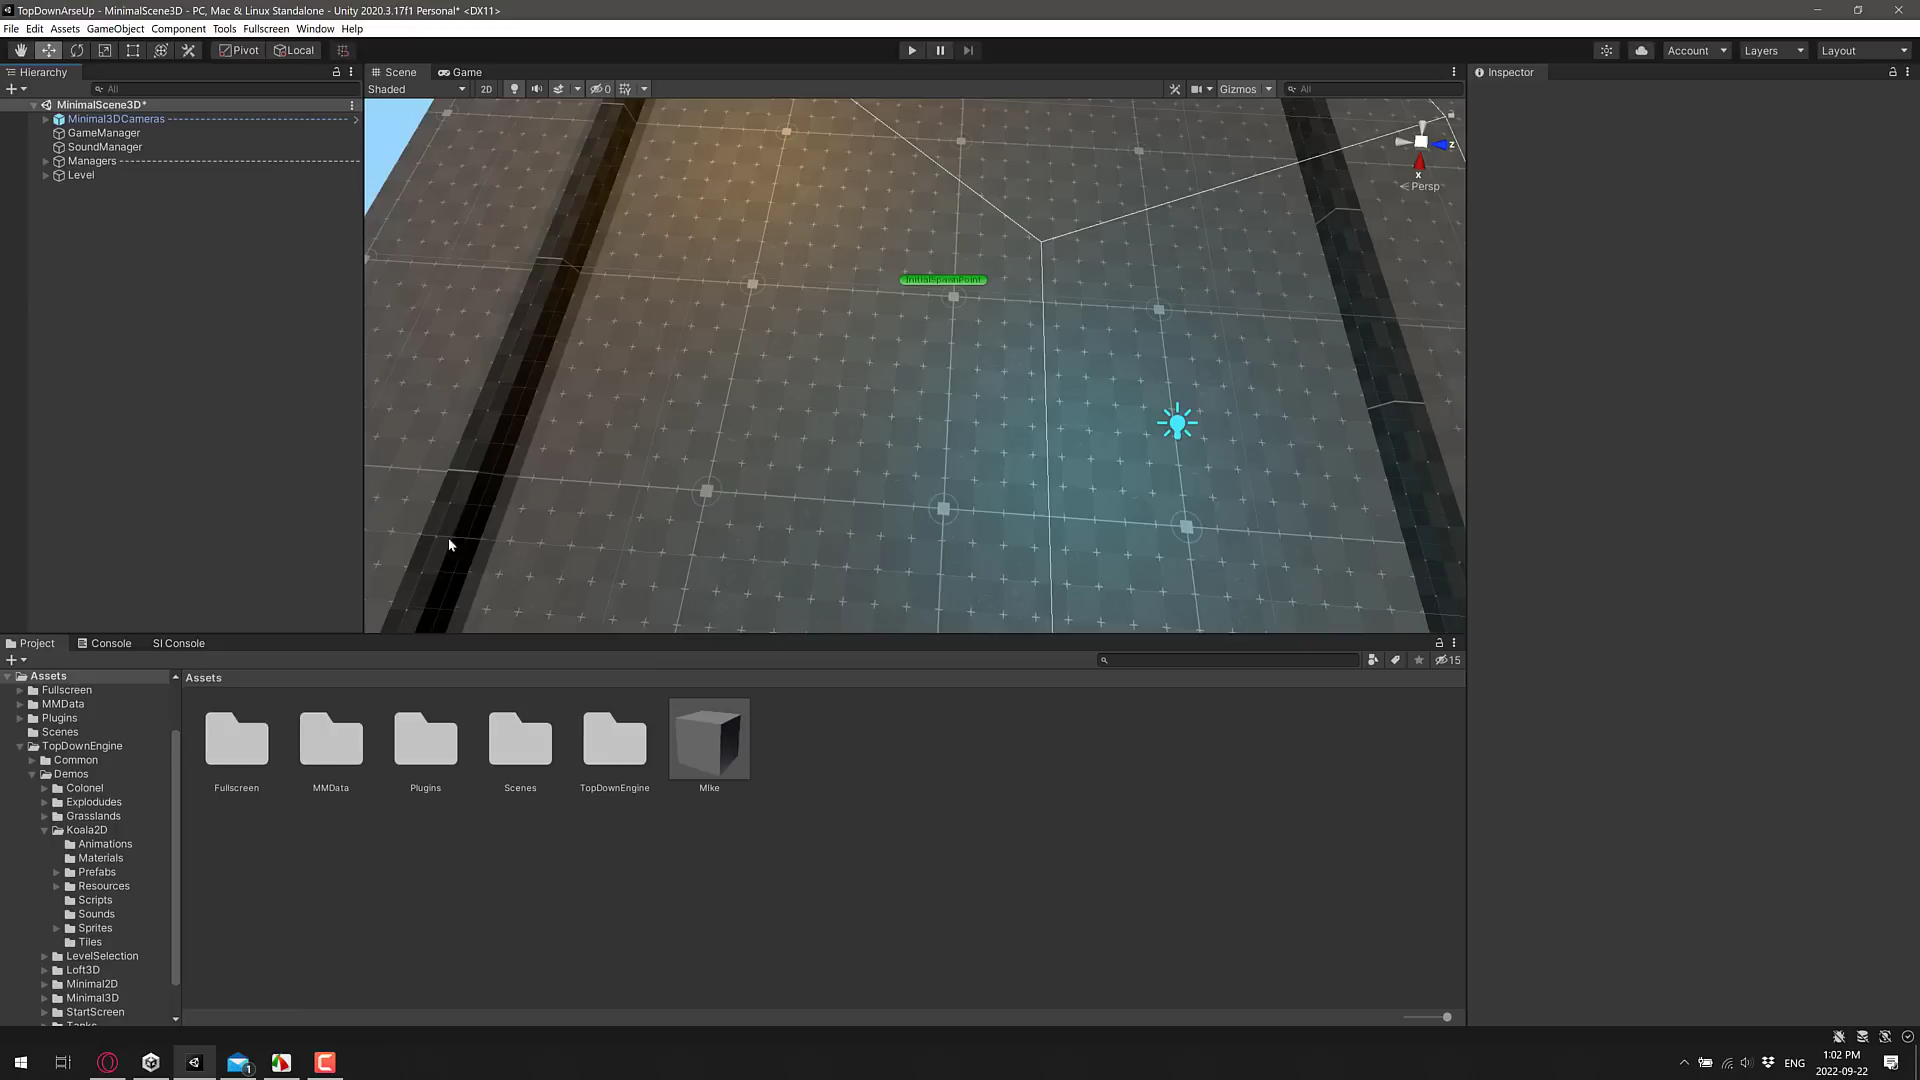 TopDownArseUp - MinimalScene3D - PC, Mac & Linux Standalone - Unity 2020.3.17f1 Personal* <DX11>
File Edit Assets GameObject Component Tools Fullscreen Window Help
Pivot Local Account Layers Layout
Hierarchy
All
MinimalScene3D*
Minimal3DCameras
GameManager
SoundManager
Managers
Level
Scene Game
Shaded 2D 0 Gizmos All
InitialSpawnPoint
z
x
Persp
Inspector
Project Console SI Console
15
Assets
Fullscreen
MMData
Plugins
Scenes
TopDownEngine
Common
Demos
Colonel
Explodudes
Grasslands
Koala2D
Animations
Materials
Prefabs
Resources
Scripts
Sounds
Sprites
Tiles
LevelSelection
Loft3D
Minimal2D
Minimal3D
StartScreen
Tanks
Assets
Fullscreen MMData Plugins Scenes TopDownEngine MIke
1
ENG
1:02 PM
2022-09-22